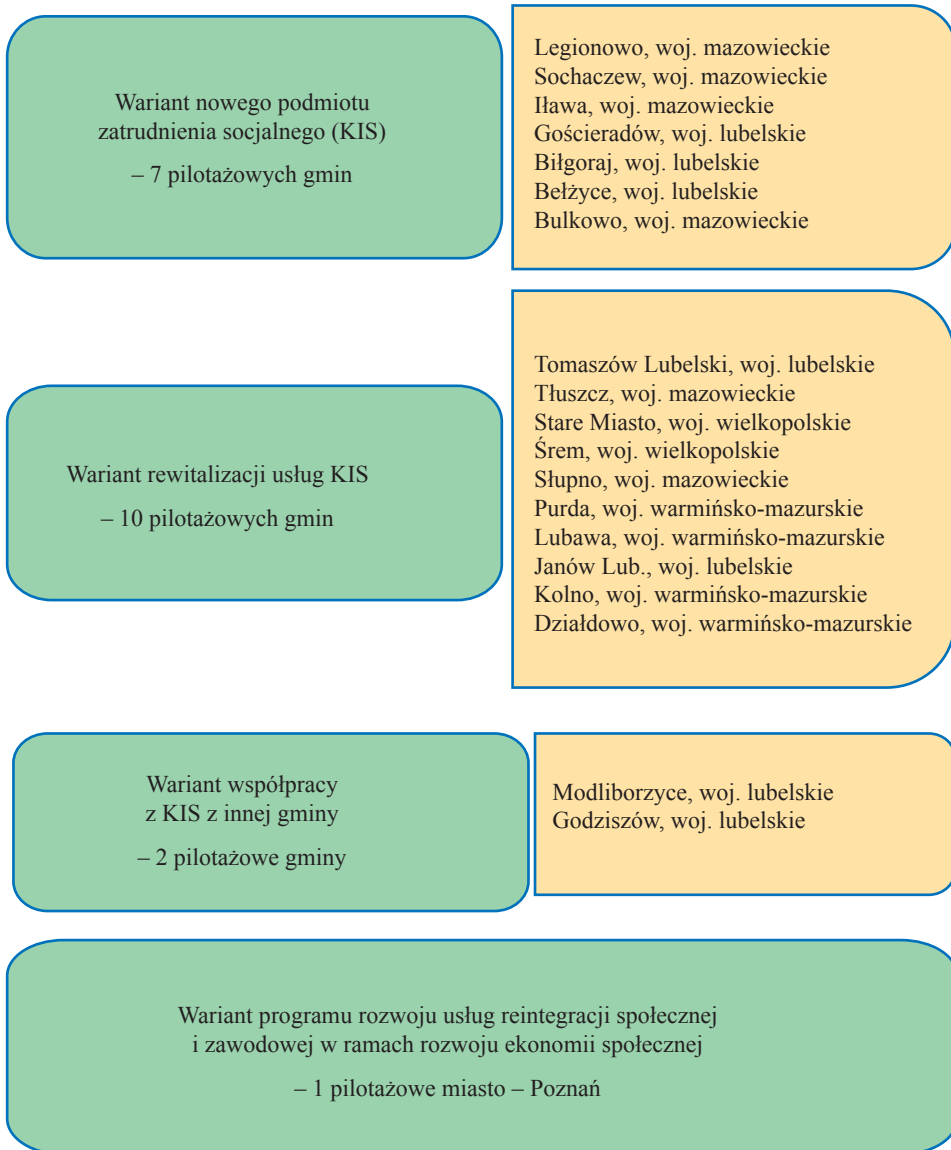 Wariant nowego podmiotu
zatrudnienia socjalnego (KIS)
– 7 pilotażowych gmin
Legionowo, woj. mazowieckie
Sochaczew, woj. mazowieckie
Iława, woj. mazowieckie
Gościeradów, woj. lubelskie
Biłgoraj, woj. lubelskie
Bełżyce, woj. lubelskie
Bulkowo, woj. mazowieckie
Wariant rewitalizacji usług KIS
– 10 pilotażowych gmin
Tomaszów Lubelski, woj. lubelskie
Tłuszcz, woj. mazowieckie
Stare Miasto, woj. wielkopolskie
Śrem, woj. wielkopolskie
Słupno, woj. mazowieckie
Purda, woj. warmińsko-mazurskie
Lubawa, woj. warmińsko-mazurskie
Janów Lub., woj. lubelskie
Kolno, woj. warmińsko-mazurskie
Działdowo, woj. warmińsko-mazurskie
Wariant współpracy
z KIS z innej gminy
– 2 pilotażowe gminy
Modliborzyce, woj. lubelskie
Godziszów, woj. lubelskie
Wariant programu rozwoju usług reintegracji społecznej
i zawodowej w ramach rozwoju ekonomii społecznej
– 1 pilotażowe miasto – Poznań